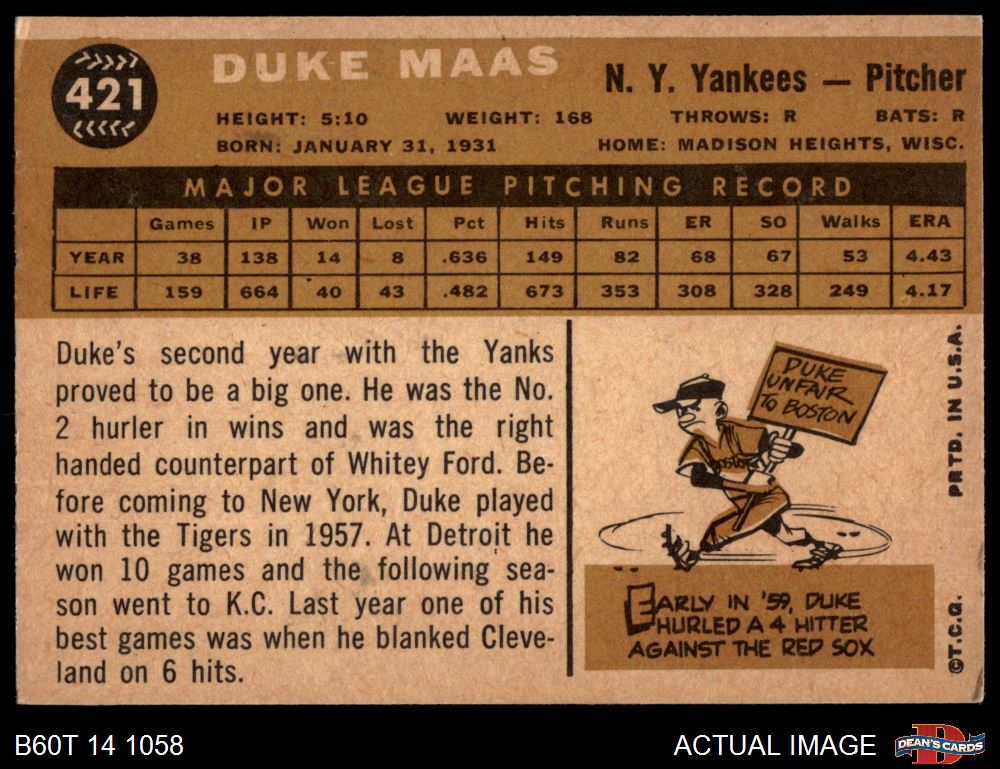 421
DUKE MAAS
N. Y. Yankees — Pitcher
HEIGHT: 5:10 WEIGHT: 168 THROWS: R BATS: R
BORN: JANUARY 31, 1931 HOME: MADISON HEIGHTS, WISC.
MAJOR LEAGUE PITCHING RECORD
Games IP Won Lost Pct Hits Runs ER SO Walks ERA
YEAR 38 138 14 8 .636 149 82 68 67 53 4.43
LIFE 159 664 40 43 .482 673 353 308 328 249 4.17
Duke's second year with the Yanks
proved to be a big one. He was the No.
2 hurler in wins and was the right
handed counterpart of Whitey Ford. Be-
fore coming to New York, Duke played
with the Tigers in 1957. At Detroit he
won 10 games and the following sea-
son went to K.C. Last year one of his
best games was when he blanked Cleve-
land on 6 hits.
DUKE
UNFAIR
TO BOSTON
BOSTON
EARLY IN '59, DUKE
HURLED A 4 HITTER
AGAINST THE RED SOX
©T.C.G. PRTD. IN U.S.A.
B60T 14 1058
ACTUAL IMAGE
D
DEAN'S CARDS